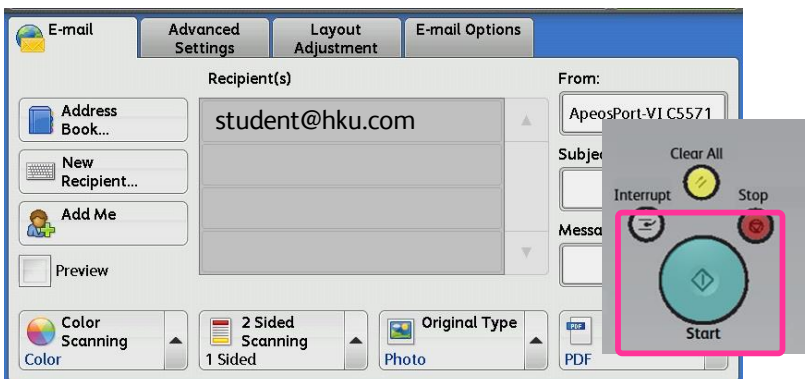 E-mail
Advanced
Settings
Layout
Adjustment
E-mail Options
Recipient(s)
From:
Address
Book...
student@hku.com
ApeosPort-VI C5571
New
Recipient...
Add Me
Preview
Clear All
Interrupt
Stop
Start
Color
Scanning
Color
2 Sided
Scanning
1 Sided
Original Type
Photo
PDF
PDF